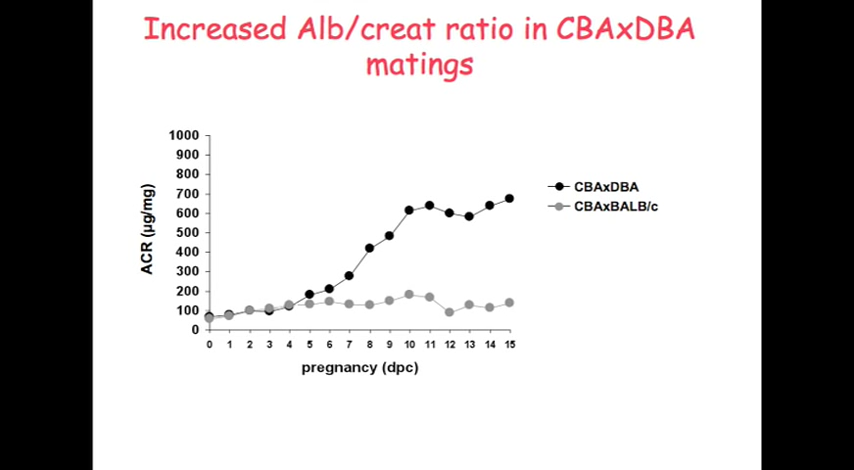 Increased Alb/creat ratio in CBAxDBA
matings
1000
900
800
700
600
500
400
300
200
100
0
ACR (µg/mg)
0 1 2 3 4 5 6 7 8 9 10 11 12 13 14 15
pregnancy (dpc)
CBAxDBA
CBAxBALB/c